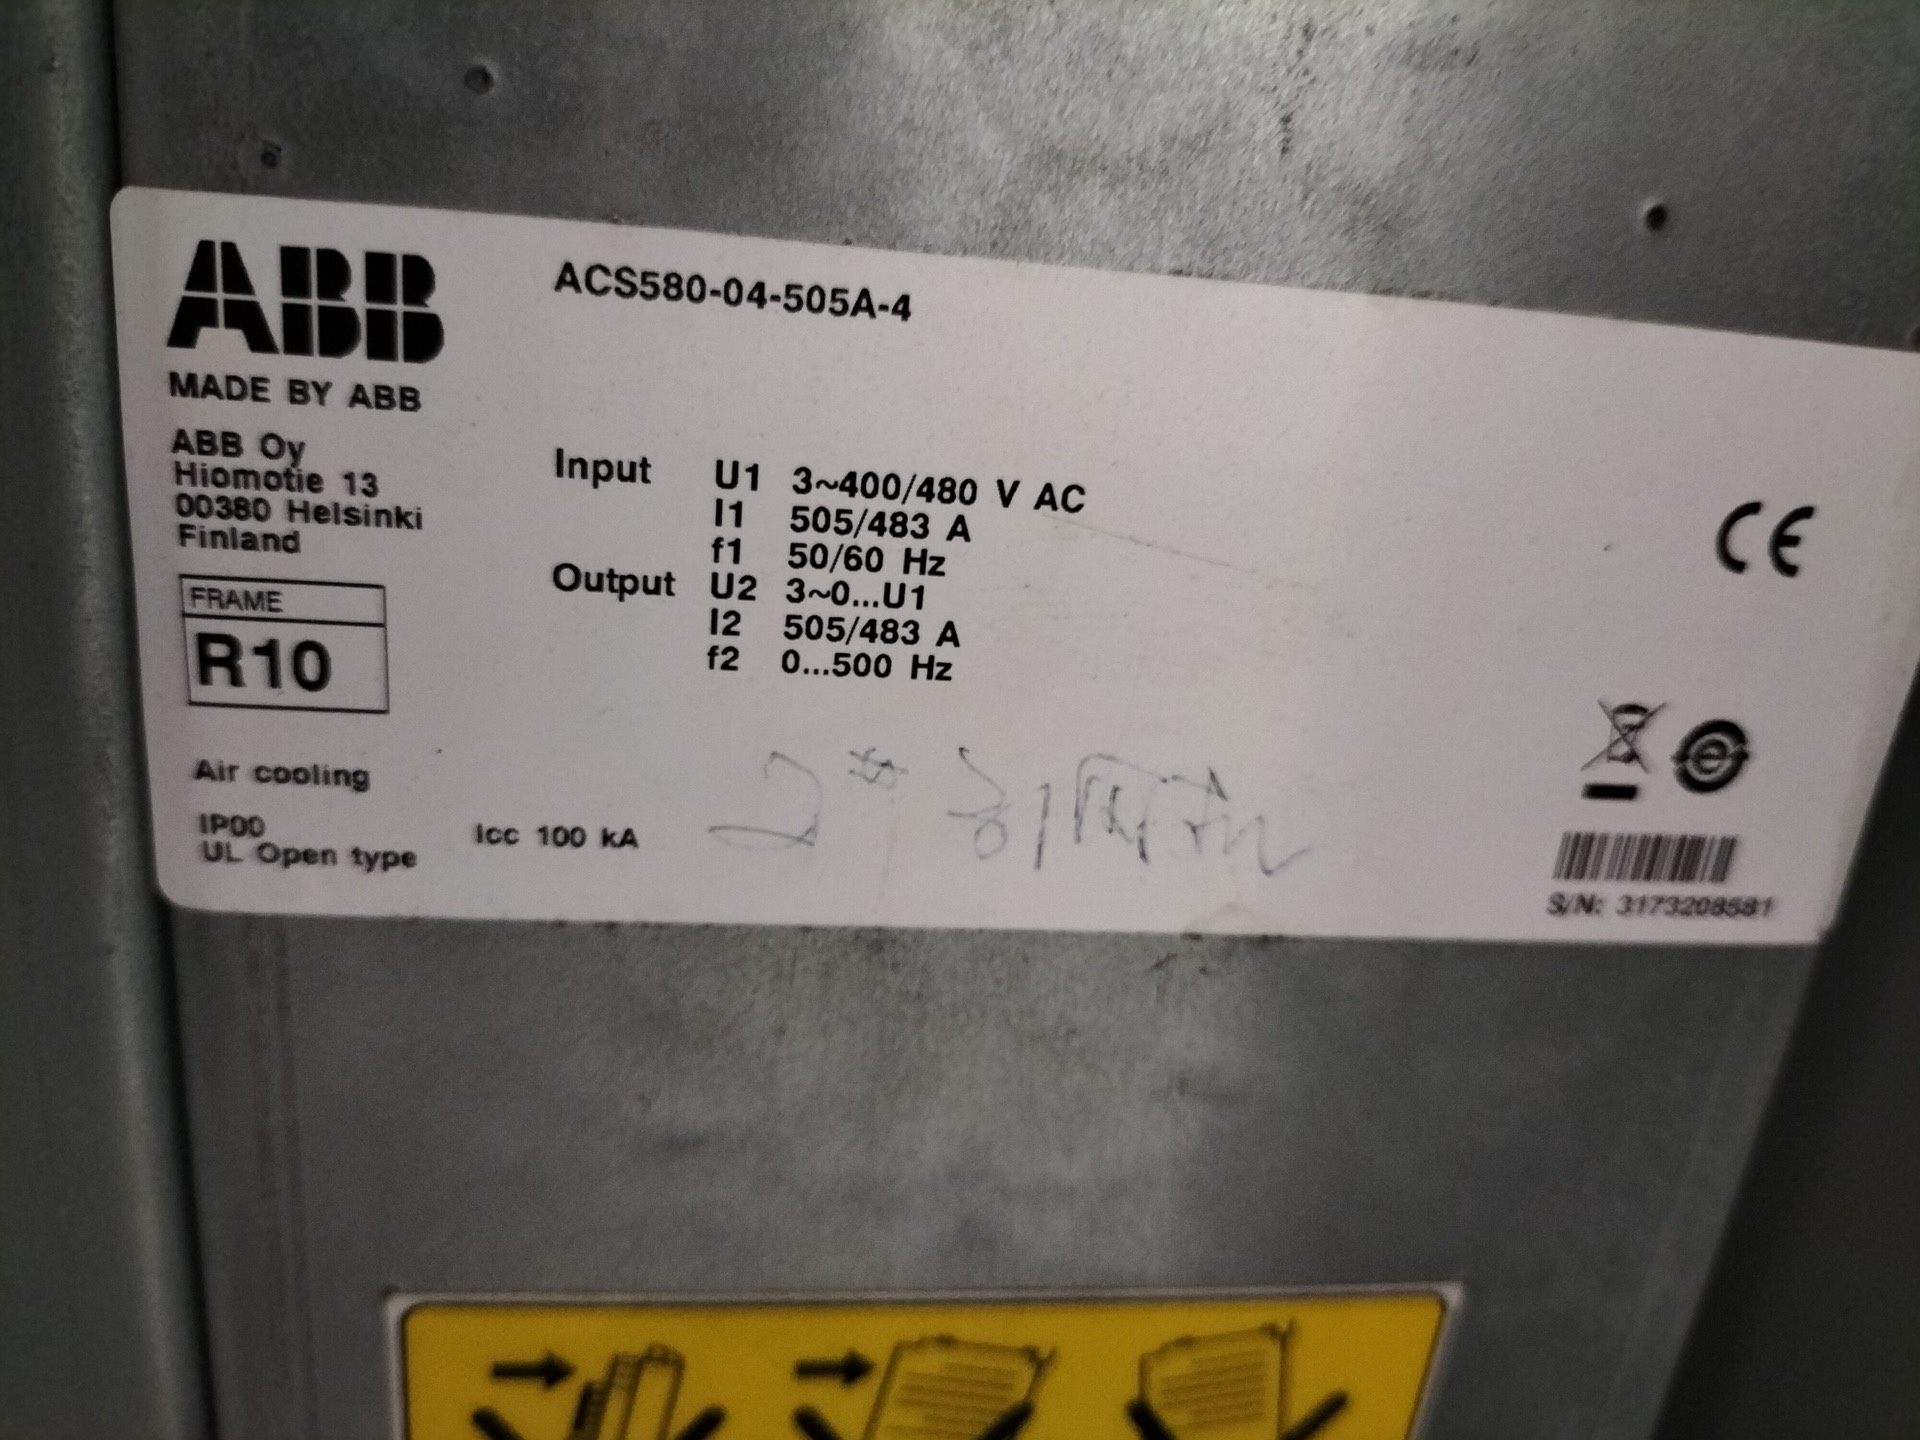 ABB
MADE BY ABB
ABB Oy
Hiomotie 13
00380 Helsinki
Finland
FRAME
R10
Air cooling
IP00
UL Open type
Icc 100 kA
ACS580-04-505A-4
Input U1 3~400/480 V AC
I1 505/483 A
f1 50/60 Hz
Output U2 3~0...U1
I2 505/483 A
f2 0...500 Hz
2#
CE
S/N: 3173208581